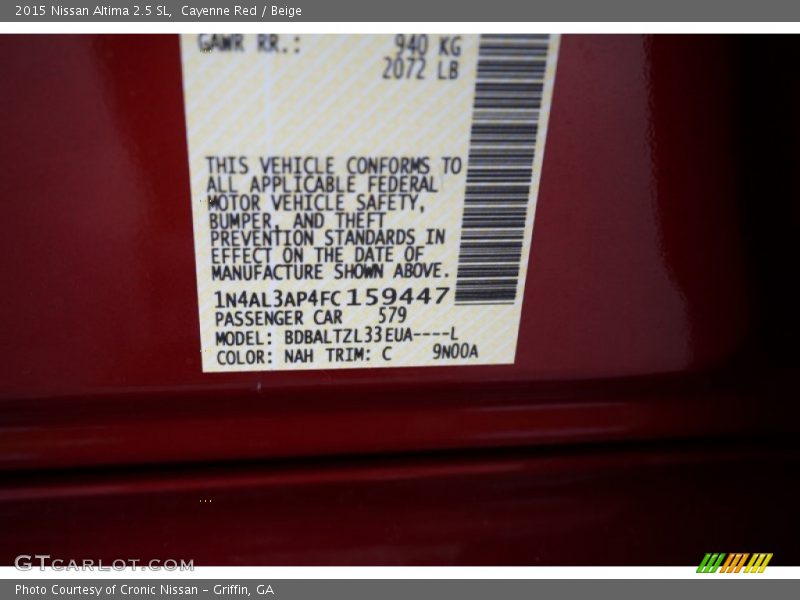 2015 Nissan Altima 2.5 SL,  Cayenne Red / Beige
GAWR RR.: 940 KG
2072 LB
THIS VEHICLE CONFORMS TO
ALL APPLICABLE FEDERAL
MOTOR VEHICLE SAFETY,
BUMPER, AND THEFT
PREVENTION STANDARDS IN
EFFECT ON THE DATE OF
MANUFACTURE SHOWN ABOVE.
1N4AL3AP4FC159447
PASSENGER CAR 579
MODEL: BDBALTZL33EUA----L
COLOR: NAH TRIM: C 9N00A
GTCARLOT.COM
Photo Courtesy of Cronic Nissan – Griffin, GA